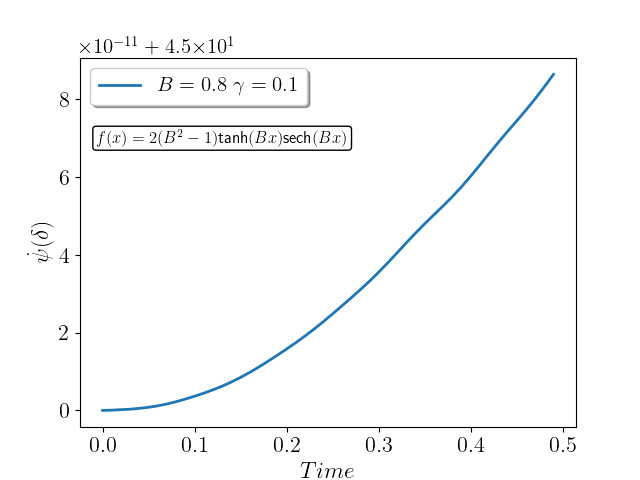 ×10⁻¹¹ + 4.5×10¹
B = 0.8 γ = 0.1
f(x) = 2(B² − 1)tanh(Bx)sech(Bx)
8
6
4
2
0
ψ̇(δ)
0.0 0.1 0.2 0.3 0.4 0.5
Time